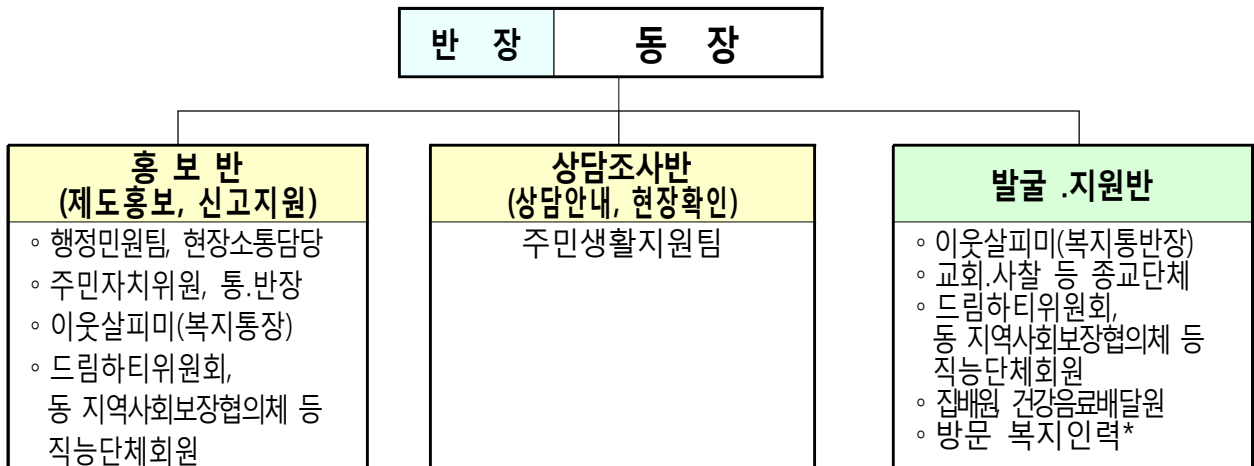 반 장 동 장
홍 보 반
(제도홍보, 신고지원)
◦ 행정민원팀, 현장소통담당
◦ 주민자치위원, 통.반장
◦ 이웃살피미(복지통장)
◦ 드림하티위원회,
동 지역사회보장협의체 등
직능단체회원
상담조사반
(상담안내, 현장확인)
주민생활지원팀
발굴 .지원반
◦ 이웃살피미(복지통반장)
◦ 교회.사찰 등 종교단체
◦ 드림하티위원회,
동 지역사회보장협의체 등
직능단체회원
◦ 집배원, 건강음료배달원
◦ 방문 복지인력*